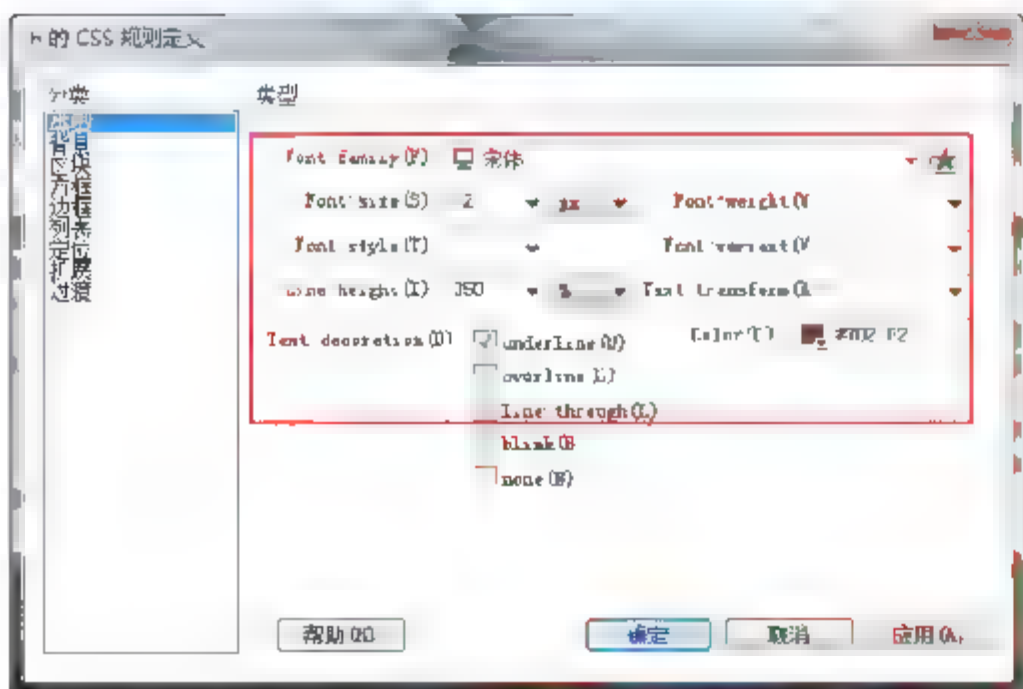 的 CSS 规则定义
分类
类型
类型
背景
区块
方框
边框
列表
定位
扩展
过渡
Font family(F) 宋体
Font size(S) px Font-weight(W
Font style(T) Font variant(V
Line height(I) % Text transform(R
Text decoration(D) underline(U) Color(C)
overline(O)
line through(L)
blink(B
none(N)
帮助(H)
确定 取消 应用(A)